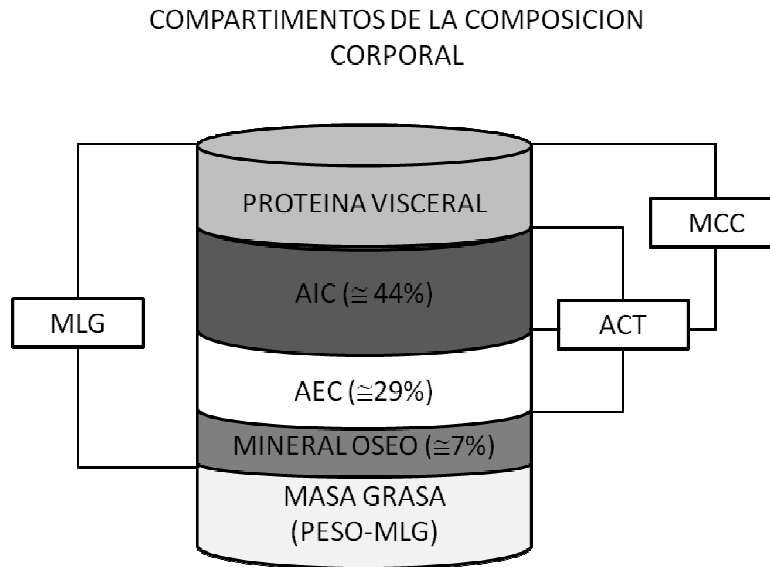 COMPARTIMENTOS DE LA COMPOSICION
CORPORAL
PROTEINA VISCERAL
MCC
AIC (≅ 44%)
MLG
ACT
AEC (≅29%)
MINERAL OSEO (≅7%)
MASA GRASA
(PESO-MLG)